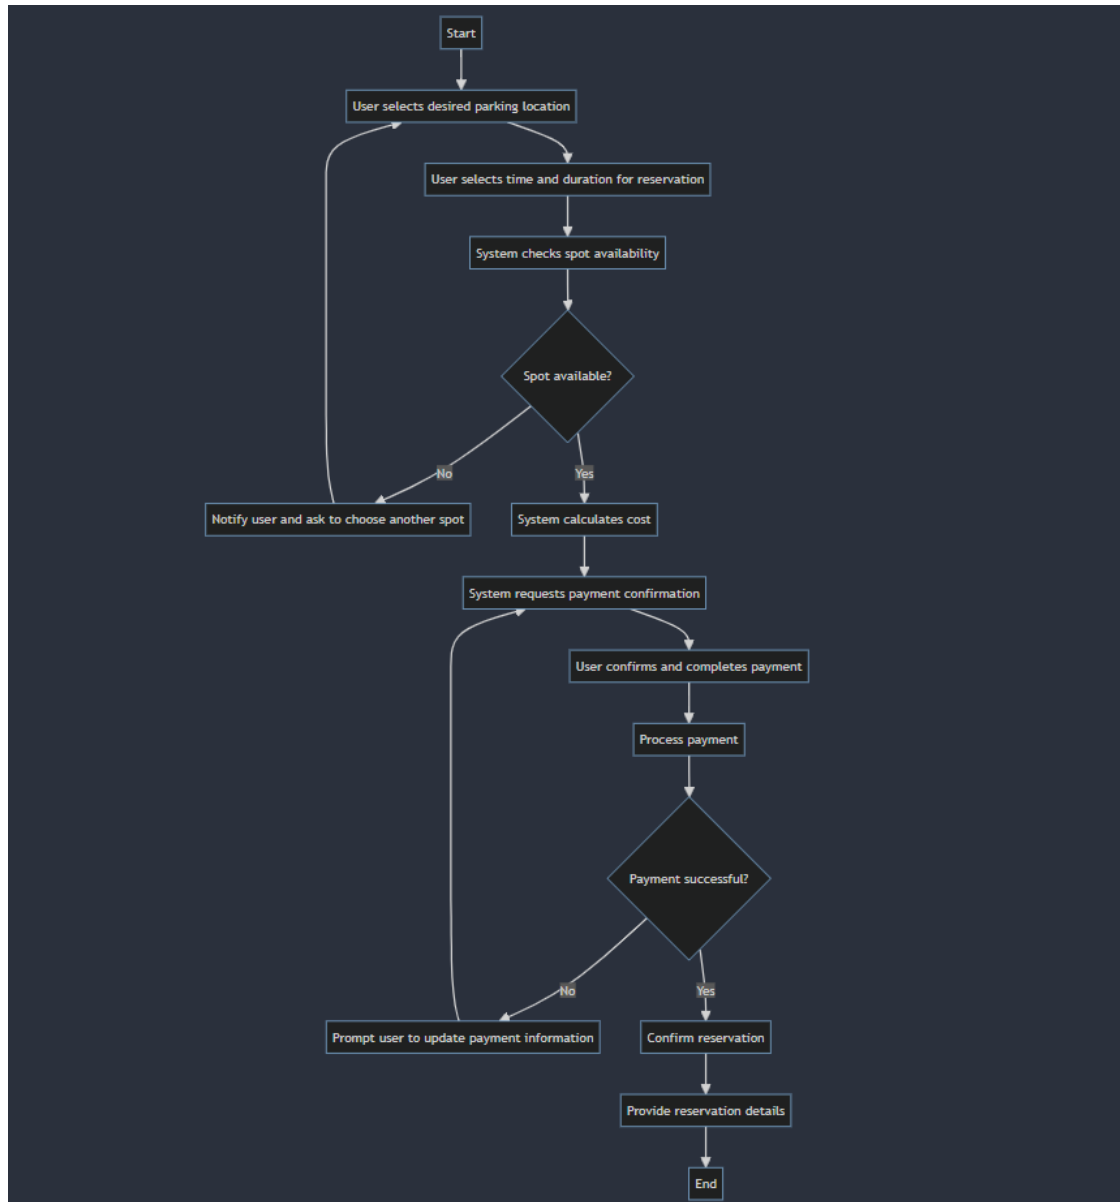 Start
User selects desired parking location
User selects time and duration for reservation
System checks spot availability
Spot available?
No
Yes
Notify user and ask to choose another spot
System calculates cost
System requests payment confirmation
User confirms and completes payment
Process payment
Payment successful?
No
Yes
Prompt user to update payment information
Confirm reservation
Provide reservation details
End